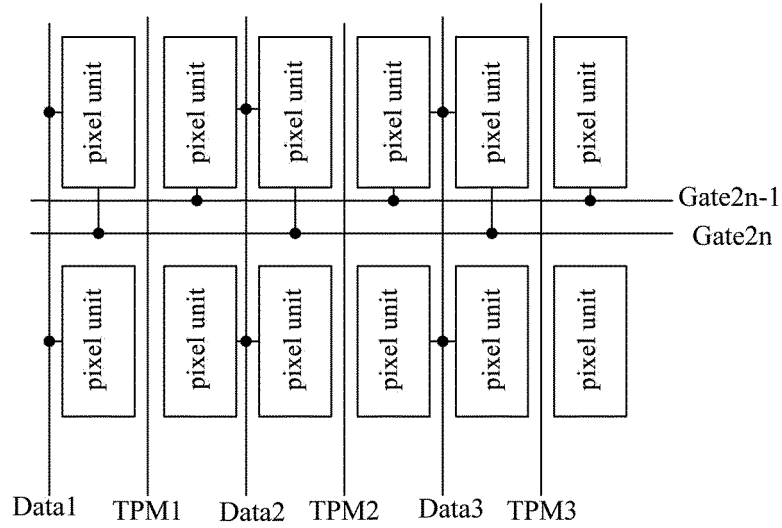 pixel unit
pixel unit
pixel unit
pixel unit
pixel unit
pixel unit
Gate2n-1
Gate2n
pixel unit
pixel unit
pixel unit
pixel unit
pixel unit
pixel unit
Data1
TPM1
Data2
TPM2
Data3
TPM3